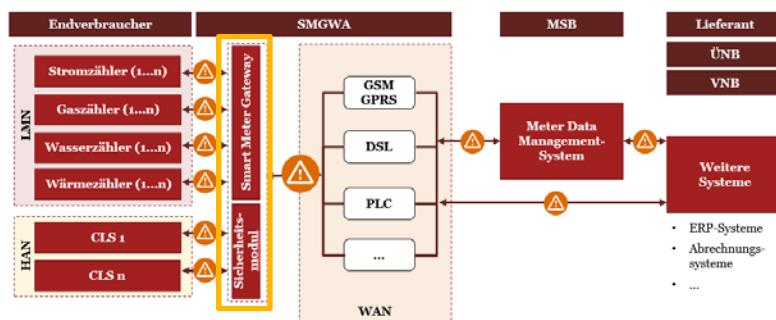 Endverbraucher
SMGWA
MSB
Lieferant
ÜNB
VNB
LMN
Stromzähler (1...n)
Gaszähler (1...n)
Wasserzähler (1...n)
Wärmezähler (1...n)
HAN
CLS 1
CLS n
Smart Meter Gateway
Sicherheits-
modul
GSM
GPRS
DSL
PLC
...
WAN
Meter Data
Management-
System
Weitere
Systeme
• ERP-Systeme
• Abrechnungs-
systeme
• ...